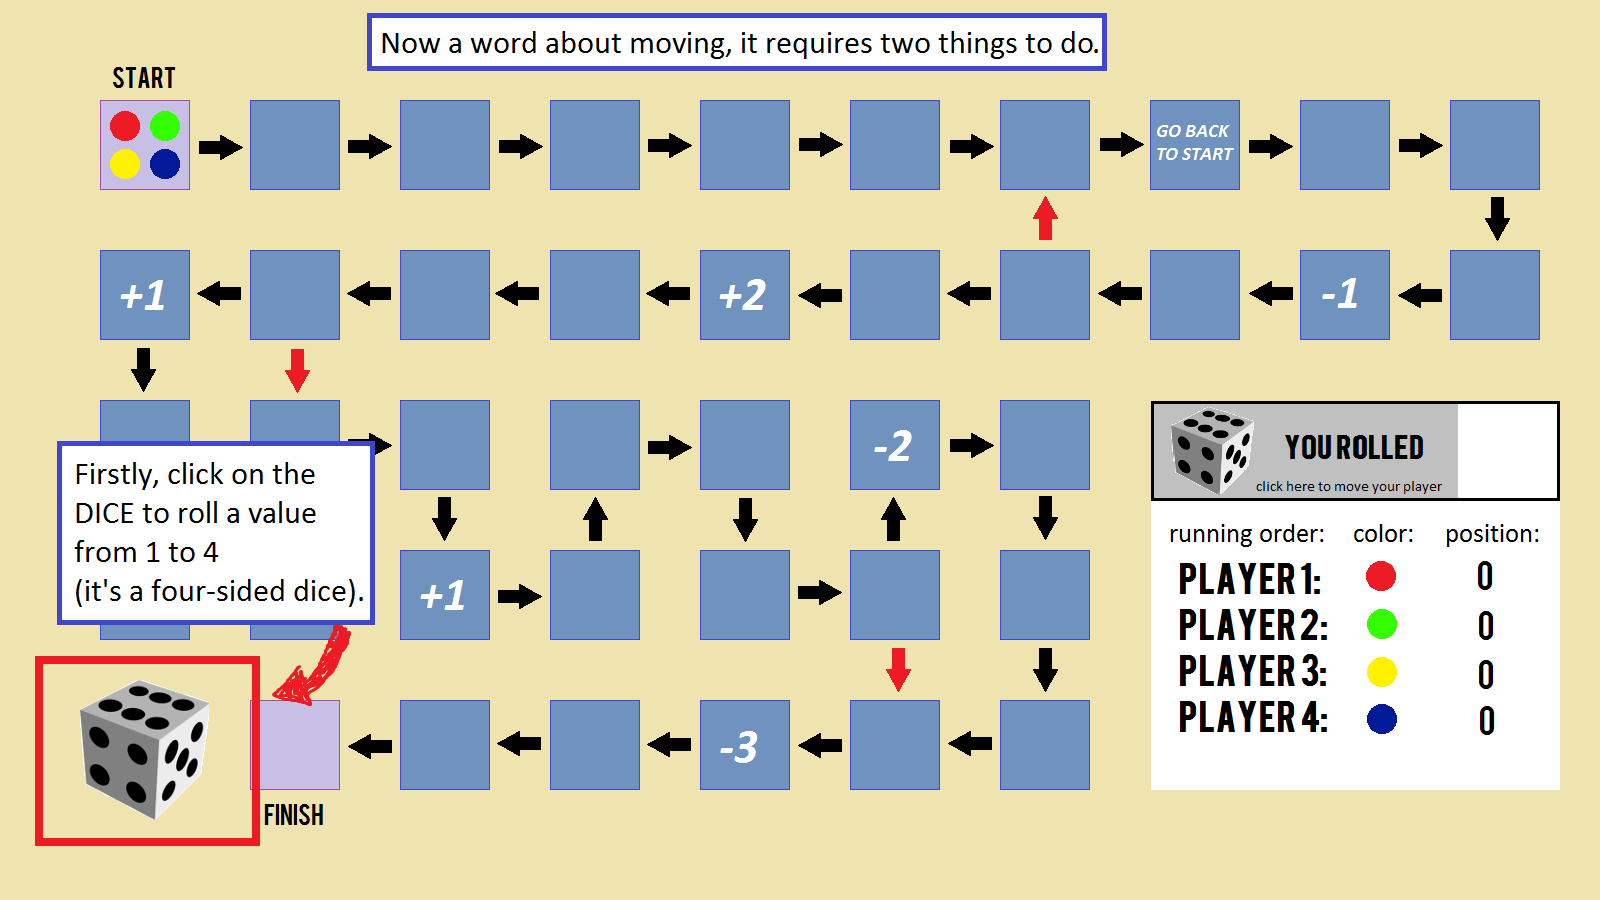 Now a word about moving, it requires two things to do.
START
GO BACK
TO START
+1
+2
-1
-2
Firstly, click on the
DICE to roll a value
from 1 to 4
(it's a four-sided dice).
+1
YOU ROLLED
click here to move your player
running order: color: position:
PLAYER 1: 0
PLAYER 2: 0
PLAYER 3: 0
PLAYER 4: 0
-3
FINISH